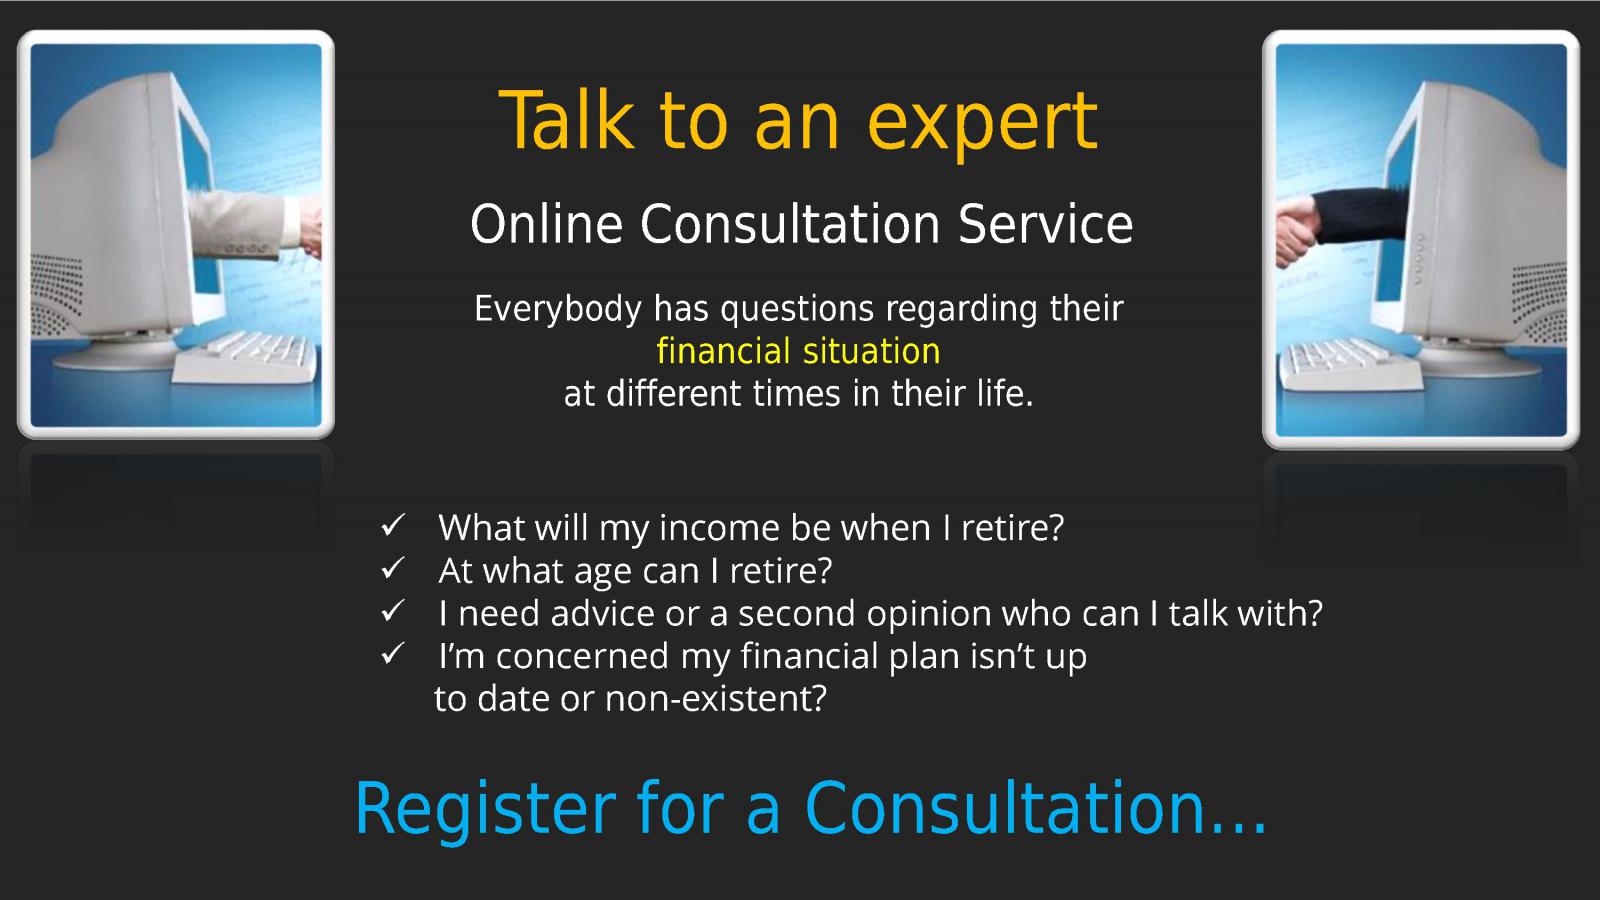 Talk to an expert
Online Consultation Service
Everybody has questions regarding their
financial situation
at different times in their life.
✓ What will my income be when I retire?
✓ At what age can I retire?
✓ I need advice or a second opinion who can I talk with?
✓ I’m concerned my financial plan isn’t up
to date or non-existent?
Register for a Consultation...